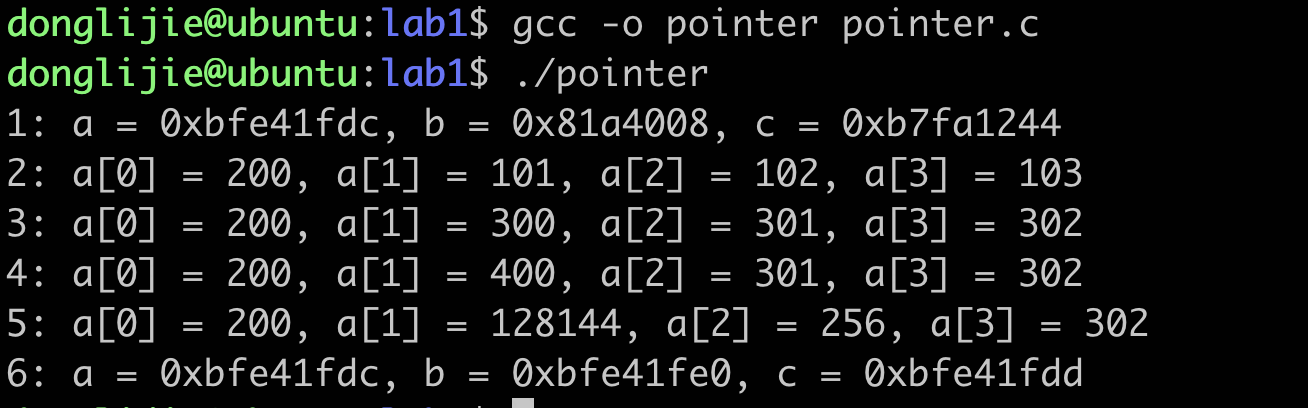 donglijie@ubuntu:lab1$ gcc -o pointer pointer.c
donglijie@ubuntu:lab1$ ./pointer
1: a = 0xbfe41fdc, b = 0x81a4008, c = 0xb7fa1244
2: a[0] = 200, a[1] = 101, a[2] = 102, a[3] = 103
3: a[0] = 200, a[1] = 300, a[2] = 301, a[3] = 302
4: a[0] = 200, a[1] = 400, a[2] = 301, a[3] = 302
5: a[0] = 200, a[1] = 128144, a[2] = 256, a[3] = 302
6: a = 0xbfe41fdc, b = 0xbfe41fe0, c = 0xbfe41fdd